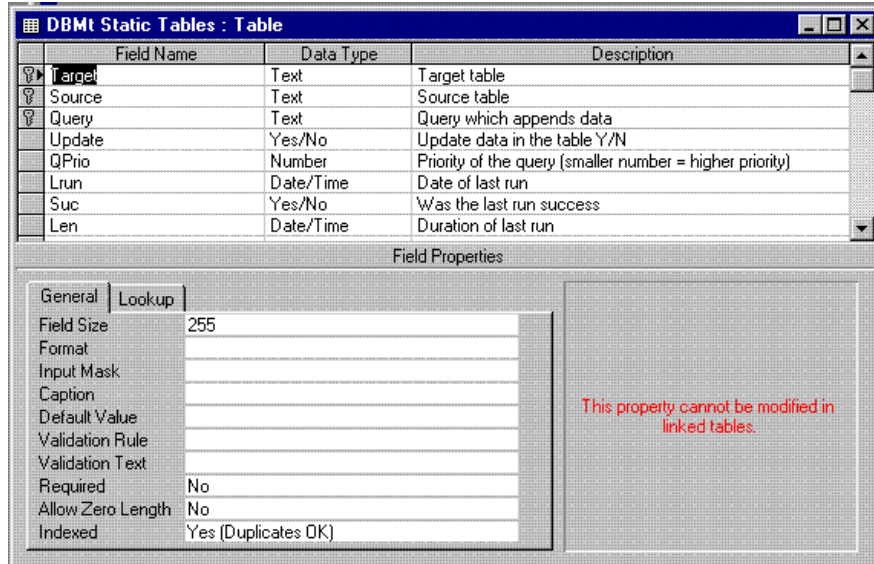 DBMt Static Tables : Table
Field Name Data Type Description
Target Text Target table
Source Text Source table
Query Text Query which appends data
Update Yes/No Update data in the table Y/N
QPrio Number Priority of the query (smaller number = higher priority)
Lrun Date/Time Date of last run
Suc Yes/No Was the last run success
Len Date/Time Duration of last run
Field Properties
General Lookup
Field Size 255
Format
Input Mask
Caption
Default Value
Validation Rule
Validation Text
Required No
Allow Zero Length No
Indexed Yes (Duplicates OK)
This property cannot be modified in
linked tables.